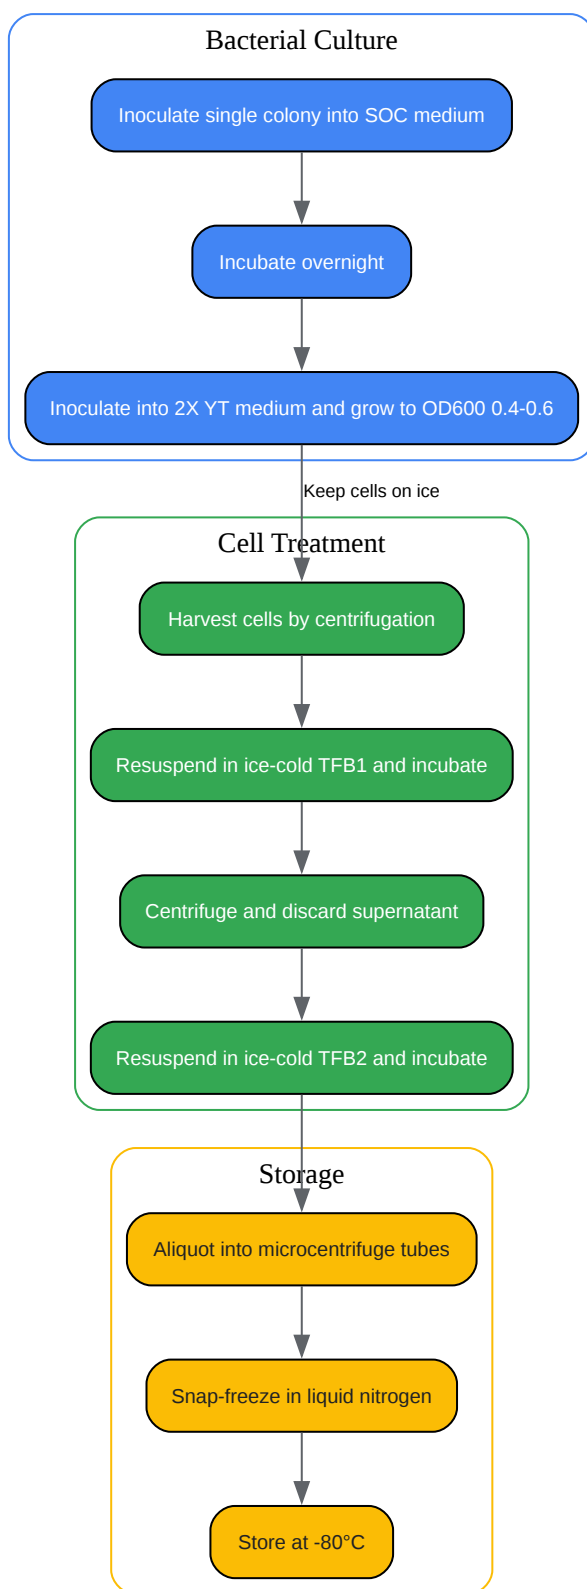 Bacterial Culture
Inoculate single colony into SOC medium
Incubate overnight
Inoculate into 2X YT medium and grow to OD600 0.4-0.6
Keep cells on ice
Cell Treatment
Harvest cells by centrifugation
Resuspend in ice-cold TFB1 and incubate
Centrifuge and discard supernatant
Resuspend in ice-cold TFB2 and incubate
Storage
Aliquot into microcentrifuge tubes
Snap-freeze in liquid nitrogen
Store at -80°C